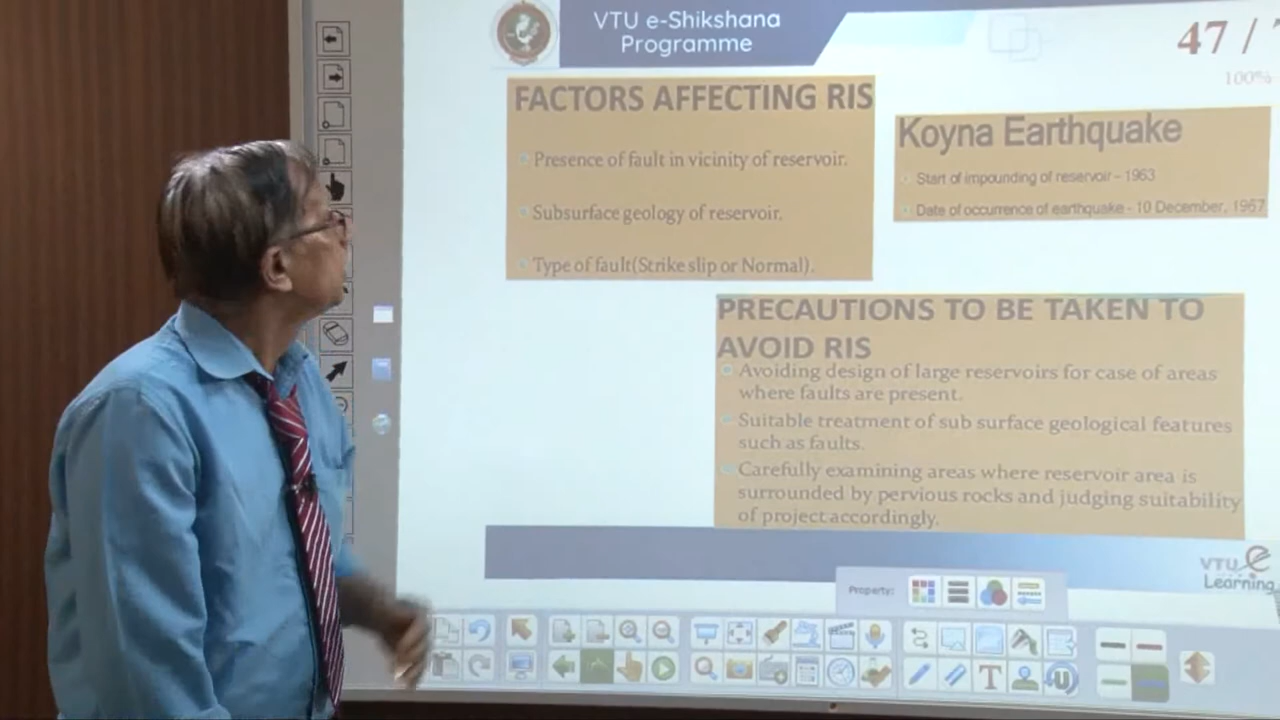 VTU e-Shikshana
Programme
47 /
100%
FACTORS AFFECTING RIS
Presence of fault in vicinity of reservoir.
Subsurface geology of reservoir.
Type of fault(Strike slip or Normal).
Koyna Earthquake
Start of impounding of reservoir - 1963
Date of occurrence of earthquake - 10 December, 1967
PRECAUTIONS TO BE TAKEN TO
AVOID RIS
Avoiding design of large reservoirs for case of areas
where faults are present.
Suitable treatment of sub surface geological features
such as faults.
Carefully examining areas where reservoir area is
surrounded by pervious rocks and judging suitability
of project accordingly.
VTU e
Learning
Property: